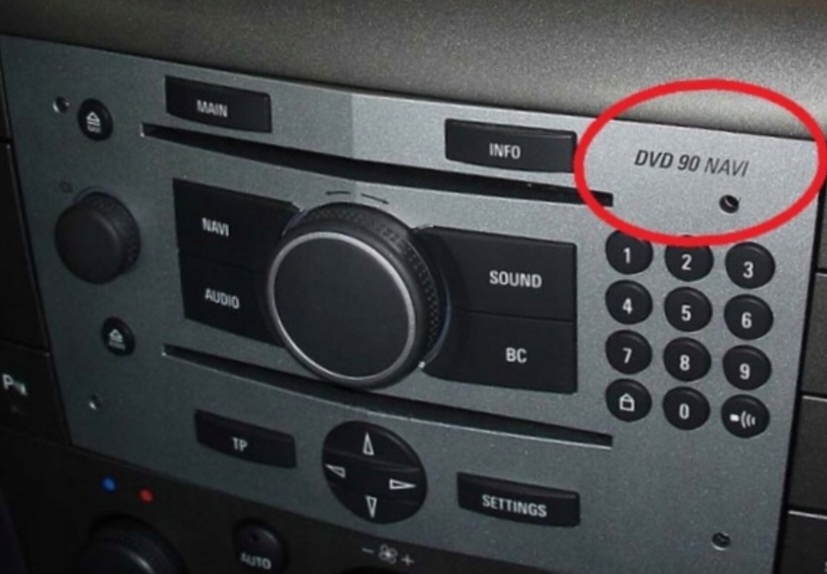 MAIN
INFO
DVD 90 NAVI
NAVI
SOUND
AUDIO
BC
1 2 3
4 5 6
7 8 9
0
TP
SETTINGS
AUTO
- +
P